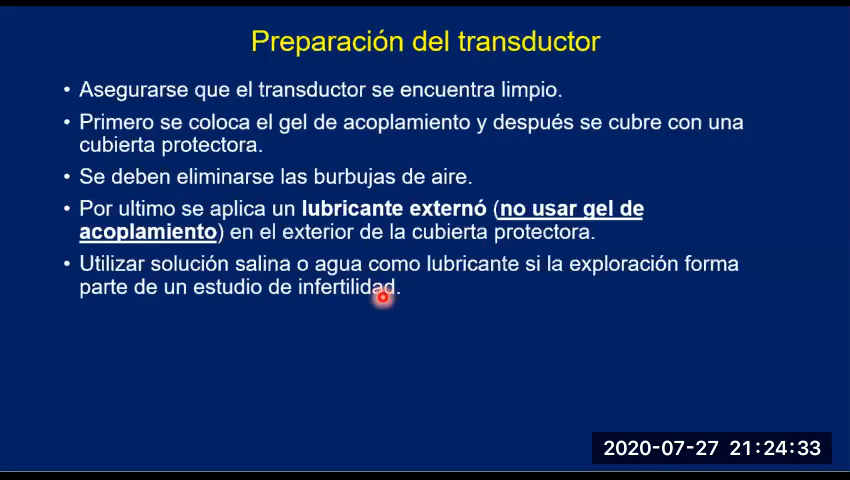 Preparación del transductor
• Asegurarse que el transductor se encuentra limpio.
• Primero se coloca el gel de acoplamiento y después se cubre con una
cubierta protectora.
• Se deben eliminarse las burbujas de aire.
• Por ultimo se aplica un lubricante externó (no usar gel de
acoplamiento) en el exterior de la cubierta protectora.
• Utilizar solución salina o agua como lubricante si la exploración forma
parte de un estudio de infertilidad.
2020-07-27 21:24:33